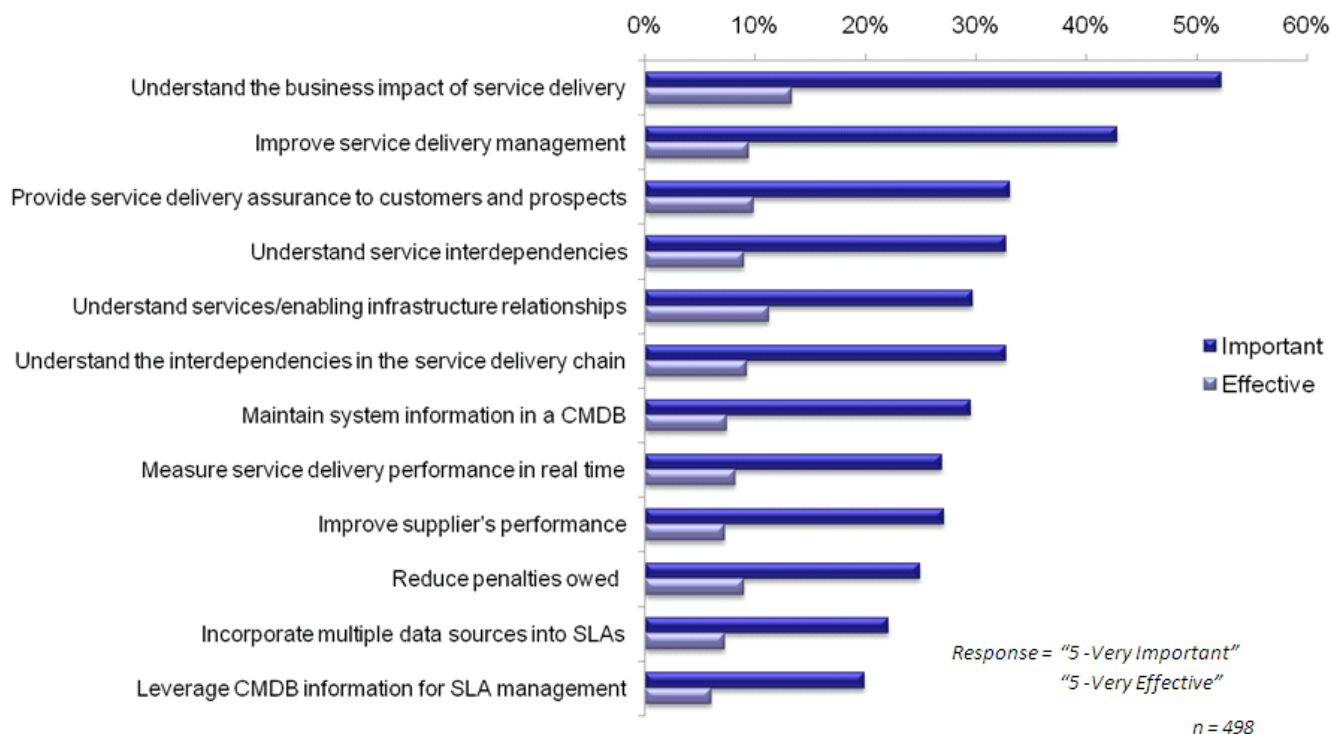 0% 10% 20% 30% 40% 50% 60%
Understand the business impact of service delivery
Improve service delivery management
Provide service delivery assurance to customers and prospects
Understand service interdependencies
Understand services/enabling infrastructure relationships
Understand the interdependencies in the service delivery chain
Maintain system information in a CMDB
Measure service delivery performance in real time
Improve supplier's performance
Reduce penalties owed
Incorporate multiple data sources into SLAs
Leverage CMDB information for SLA management
Important
Effective
Response = "5 -Very Important"
"5 -Very Effective"
n = 498